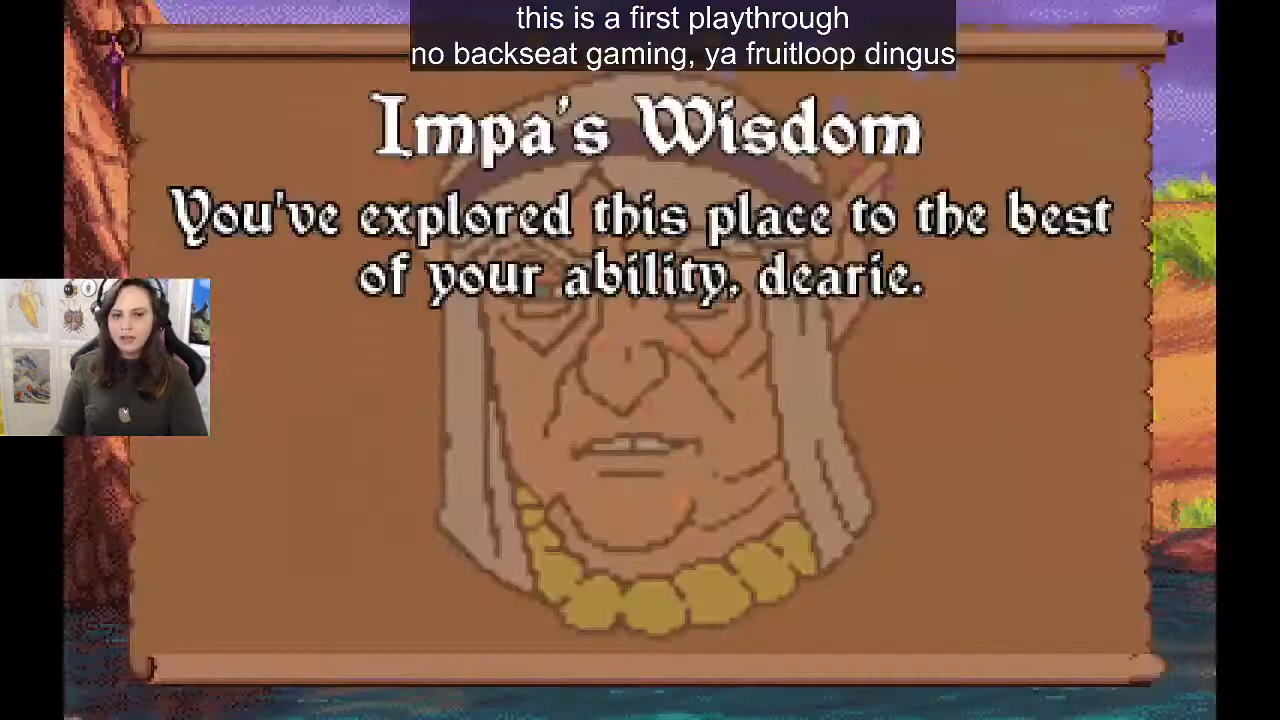 this is a first playthrough
no backseat gaming, ya fruitloop dingus
Impa's Wisdom
You've explored this place to the best
of your ability, dearie.